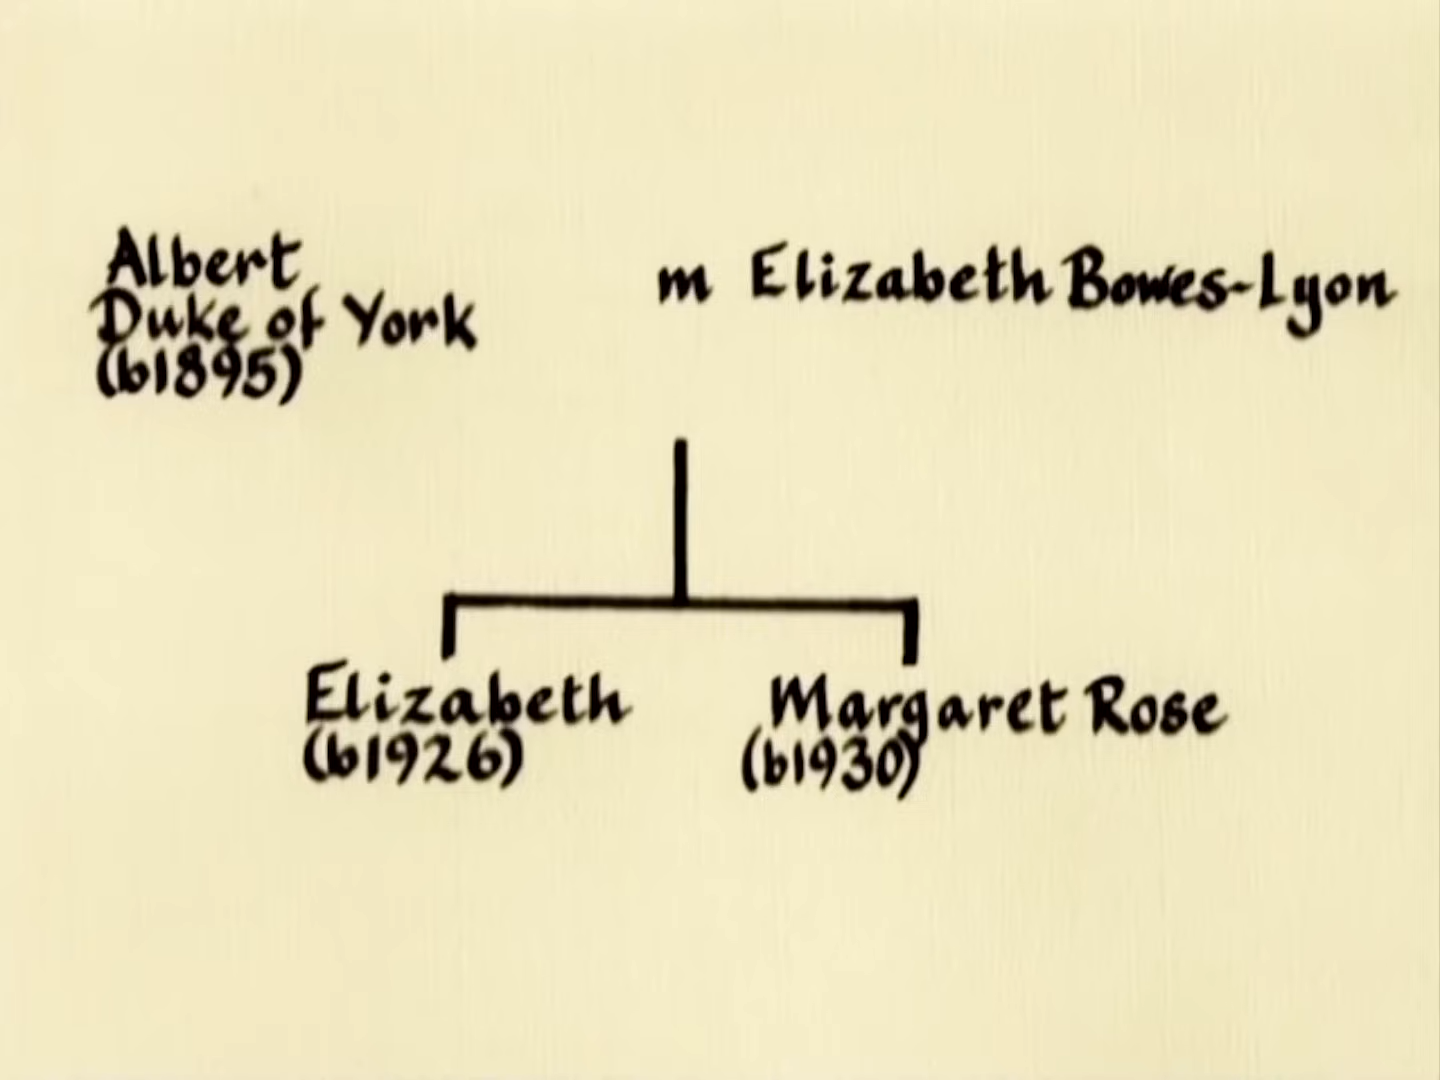 Albert
Duke of York
(b1895)
m Elizabeth Bowes-Lyon
Elizabeth
(b1926)
Margaret Rose
(b1930)